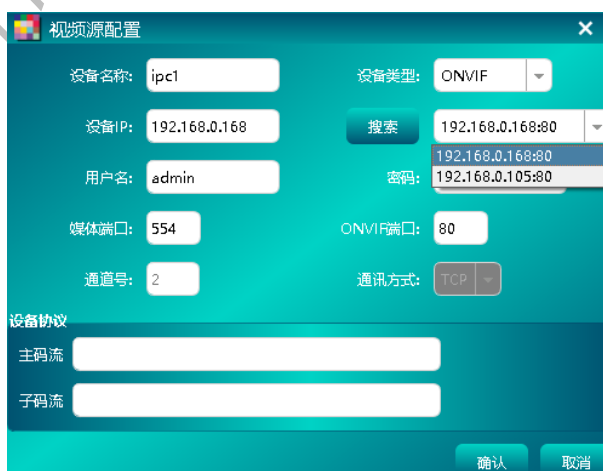 视频源配置
设备名称: ipc1 设备类型: ONVIF
设备IP: 192.168.0.168 搜索 192.168.0.168:80
192.168.0.168:80
用户名: admin 密码: 192.168.0.105:80
媒体端口: 554 ONVIF端口: 80
通道号: 2 通讯方式: TCP
设备协议
主码流
子码流
确认 取消